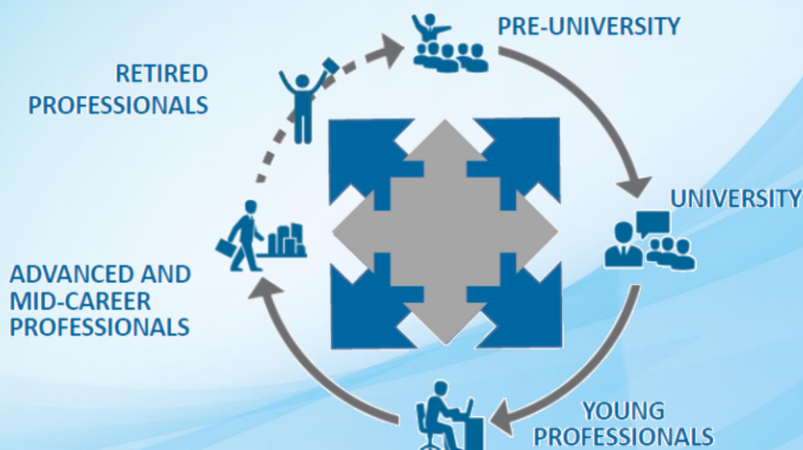 PRE-UNIVERSITY
RETIRED
PROFESSIONALS
UNIVERSITY
ADVANCED AND
MID-CAREER
PROFESSIONALS
YOUNG
PROFESSIONALS